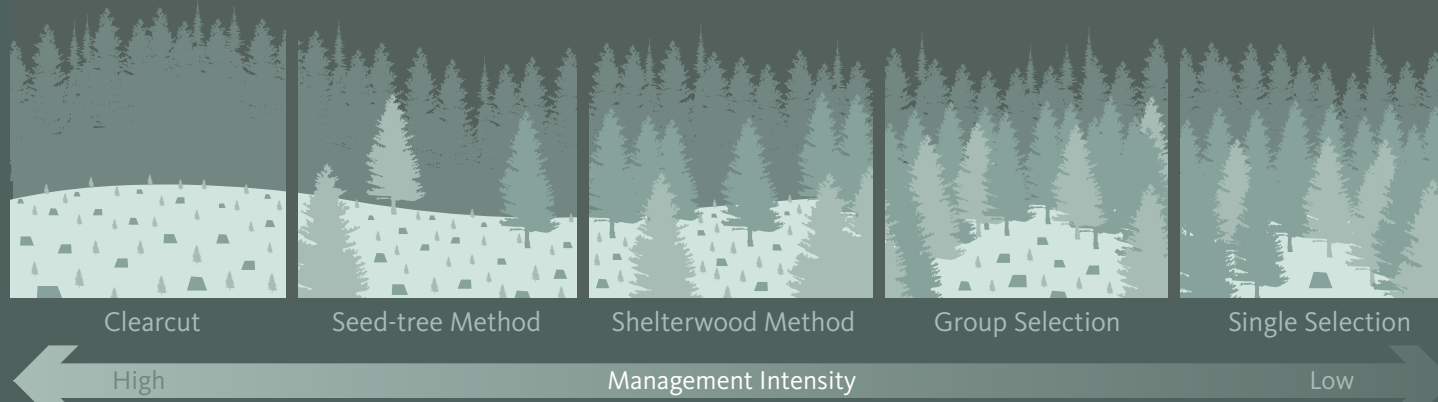 Clearcut
Seed-tree Method
Shelterwood Method
Group Selection
Single Selection
High
Management Intensity
Low